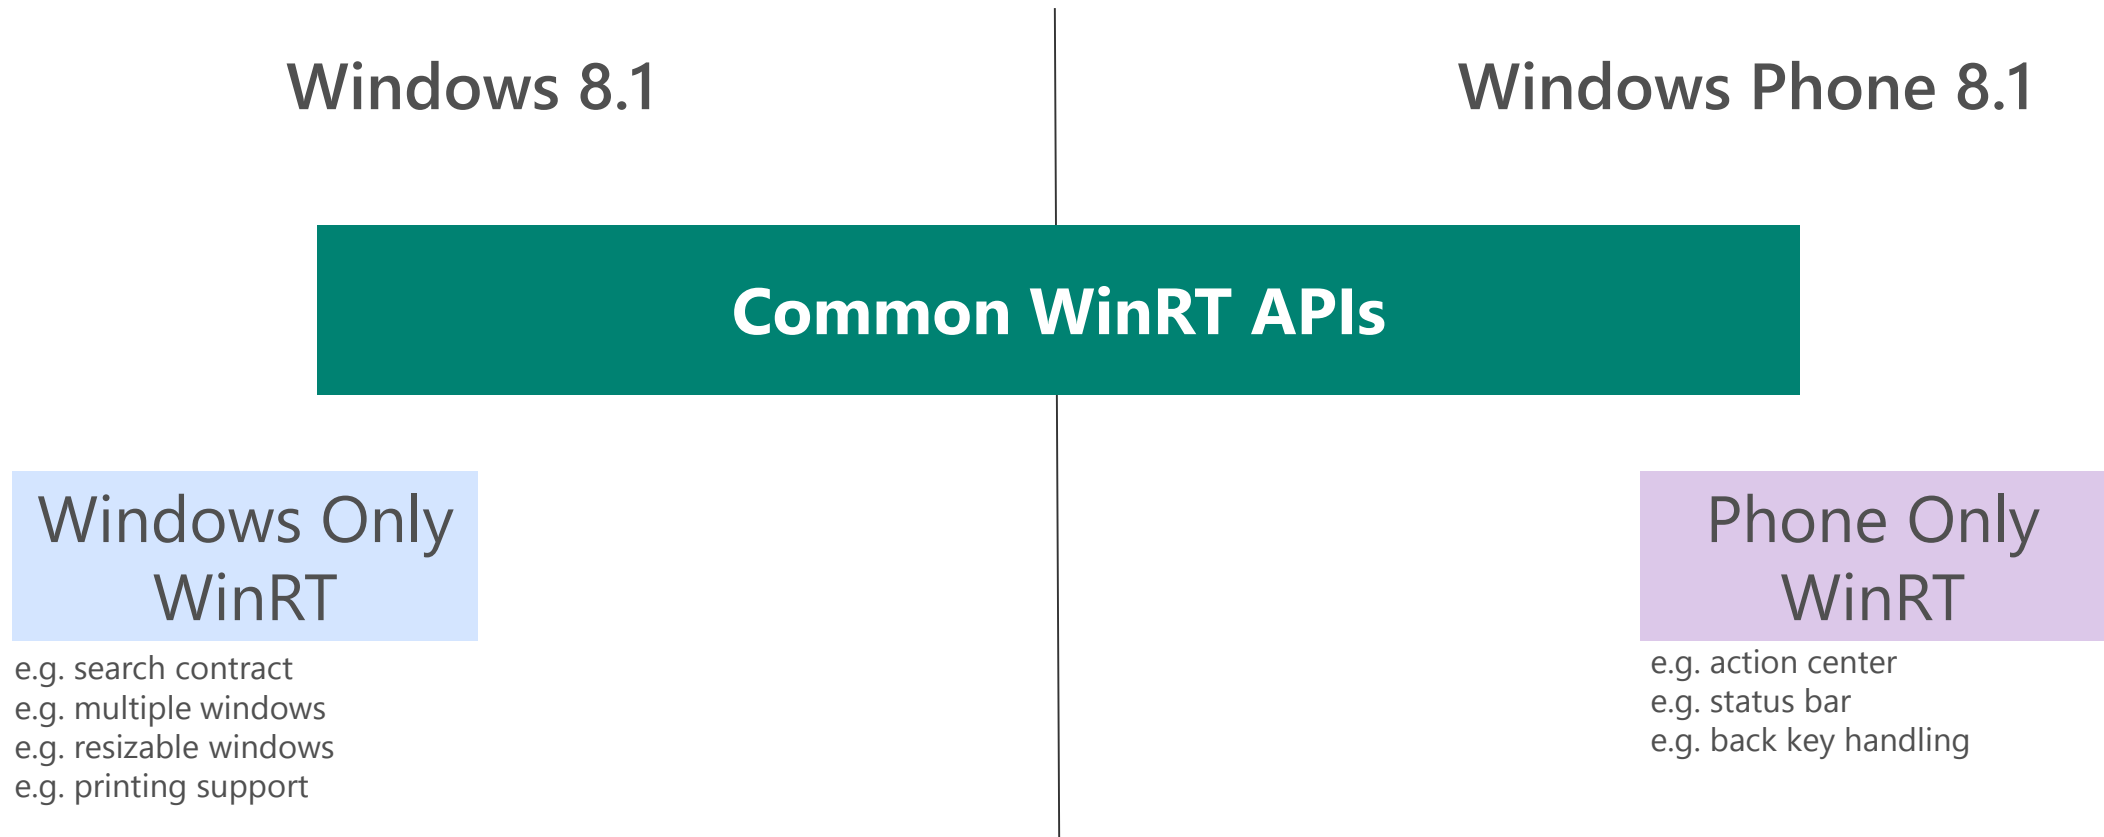 Windows 8.1
Windows Phone 8.1
Common WinRT APIs
Windows Only
WinRT
e.g. search contract
e.g. multiple windows
e.g. resizable windows
e.g. printing support
Phone Only
WinRT
e.g. action center
e.g. status bar
e.g. back key handling